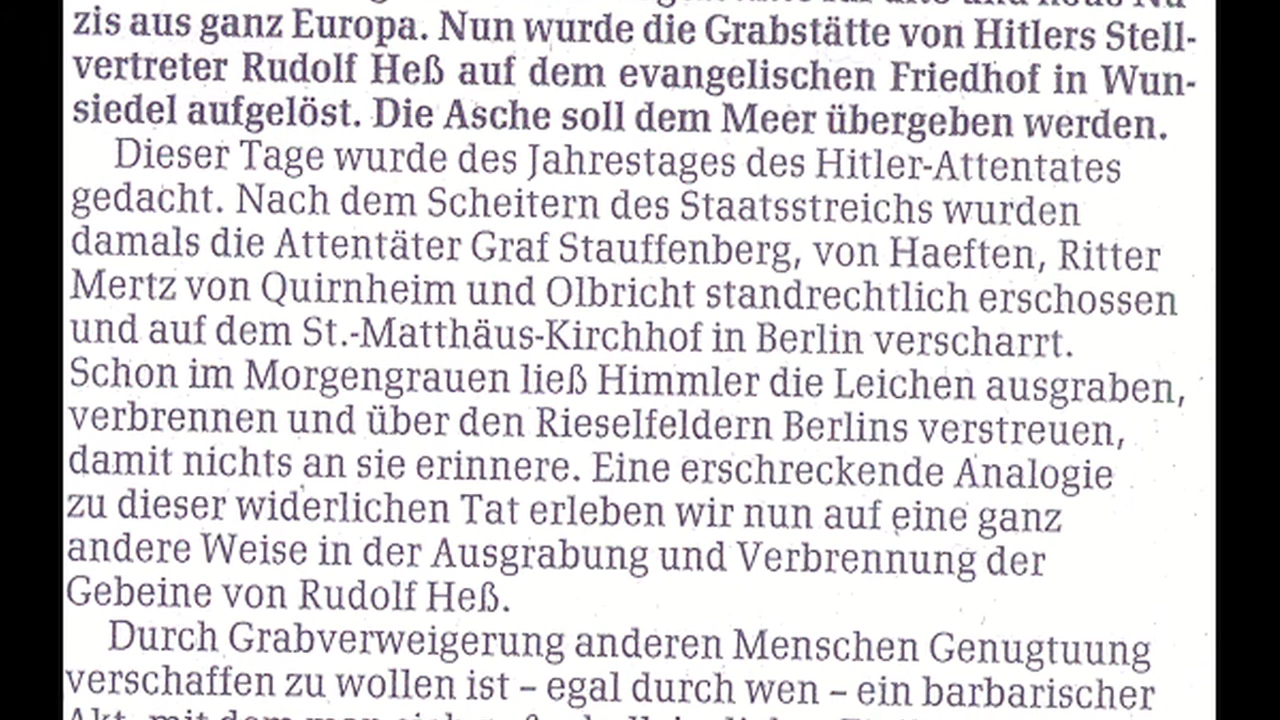 zis aus ganz Europa. Nun wurde die Grabstätte von Hitlers Stell-
vertreter Rudolf Heß auf dem evangelischen Friedhof in Wun-
siedel aufgelöst. Die Asche soll dem Meer übergeben werden.
Dieser Tage wurde des Jahrestages des Hitler-Attentates
gedacht. Nach dem Scheitern des Staatsstreichs wurden
damals die Attentäter Graf Stauffenberg, von Haeften, Ritter
Mertz von Quirnheim und Olbricht standrechtlich erschossen
und auf dem St.-Matthäus-Kirchhof in Berlin verscharrt.
Schon im Morgengrauen ließ Himmler die Leichen ausgraben,
verbrennen und über den Rieselfeldern Berlins verstreuen,
damit nichts an sie erinnere. Eine erschreckende Analogie
zu dieser widerlichen Tat erleben wir nun auf eine ganz
andere Weise in der Ausgrabung und Verbrennung der
Gebeine von Rudolf Heß.
Durch Grabverweigerung anderen Menschen Genugtuung
verschaffen zu wollen ist – egal durch wen – ein barbarischer